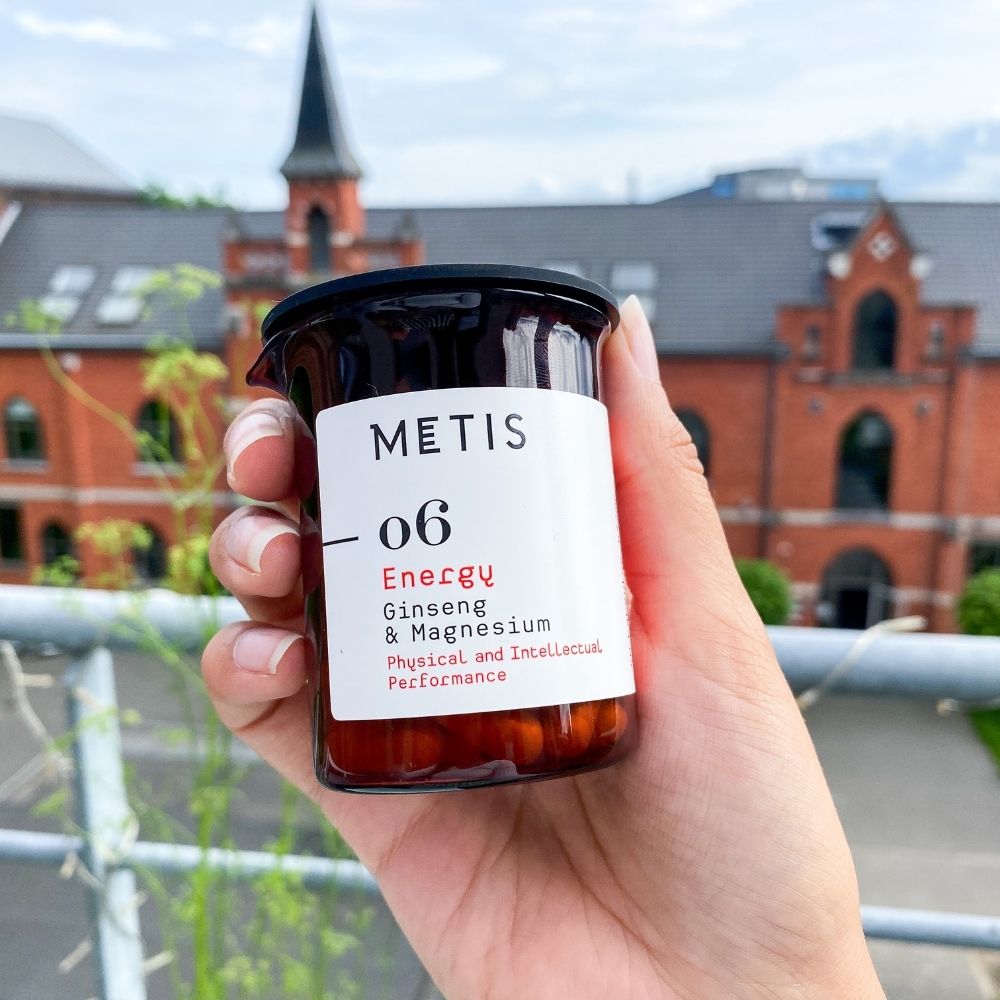 METIS
06
Energy
Ginseng
& Magnesium
Physical and Intellectual
Performance